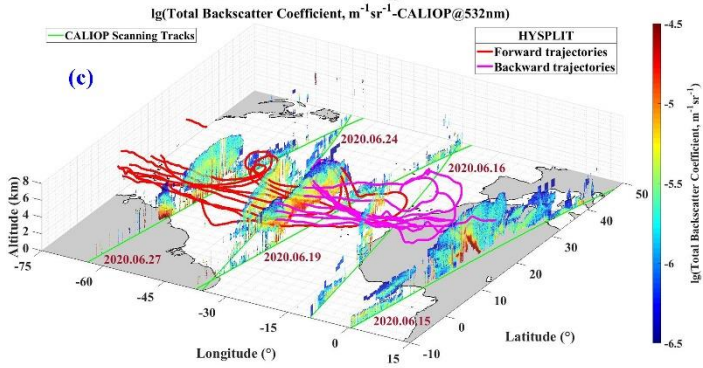 lg(Total Backscatter Coefficient, m⁻¹sr⁻¹-CALIOP@532nm)
CALIOP Scanning Tracks
HYSPLIT
Forward trajectories
Backward trajectories
(c)
2020.06.24
2020.06.16
2020.06.27
2020.06.19
2020.06.15
Altitude (km)
8
6
4
2
0
-75
-60
-45
-30
-15
0
15
Longitude (°)
-10
0
10
20
30
40
50
Latitude (°)
-4.5
-5
-5.5
-6
-6.5
lg(Total Backscatter Coefficient, m⁻¹sr⁻¹)